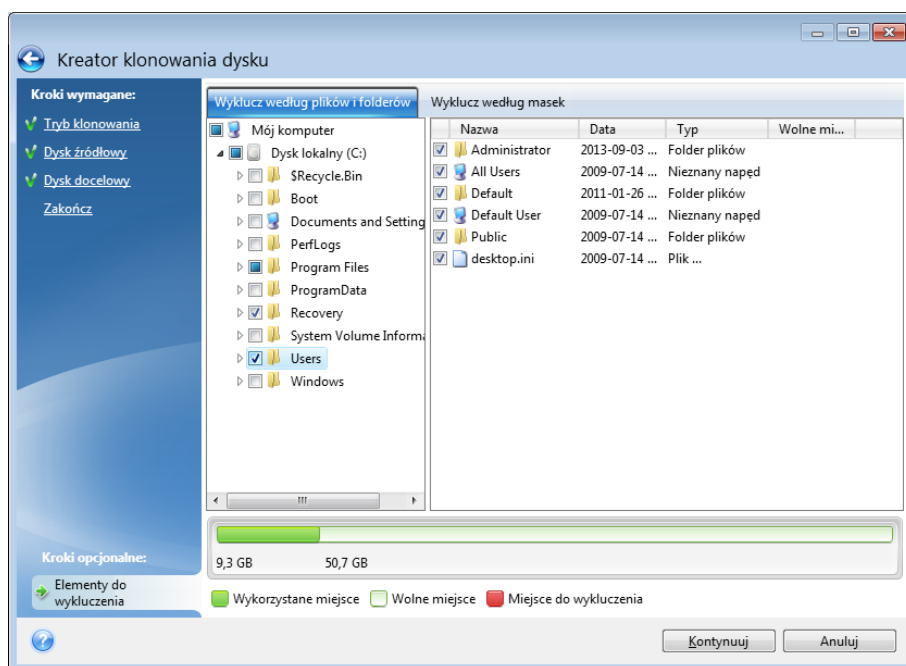 Kreator klonowania dysku
Kroki wymagane:
Tryb klonowania
Dysk źródłowy
Dysk docelowy
Zakończ
Wyklucz według plików i folderów
Wyklucz według masek
Mój komputer
Dysk lokalny (C:)
$Recycle.Bin
Boot
Documents and Setting
PerfLogs
Program Files
ProgramData
Recovery
System Volume Informa
Users
Windows
Nazwa Data Typ Wolne mi...
Administrator 2013-09-03 ... Folder plików
All Users 2009-07-14 ... Nieznany napęd
Default 2011-01-26 ... Folder plików
Default User 2009-07-14 ... Nieznany napęd
Public 2009-07-14 ... Folder plików
desktop.ini 2009-07-14 ... Plik ...
9,3 GB 50,7 GB
Wykorzystane miejsce Wolne miejsce Miejsce do wykluczenia
Kroki opcjonalne:
Elementy do
wykluczenia
Kontynuuj Anuluj